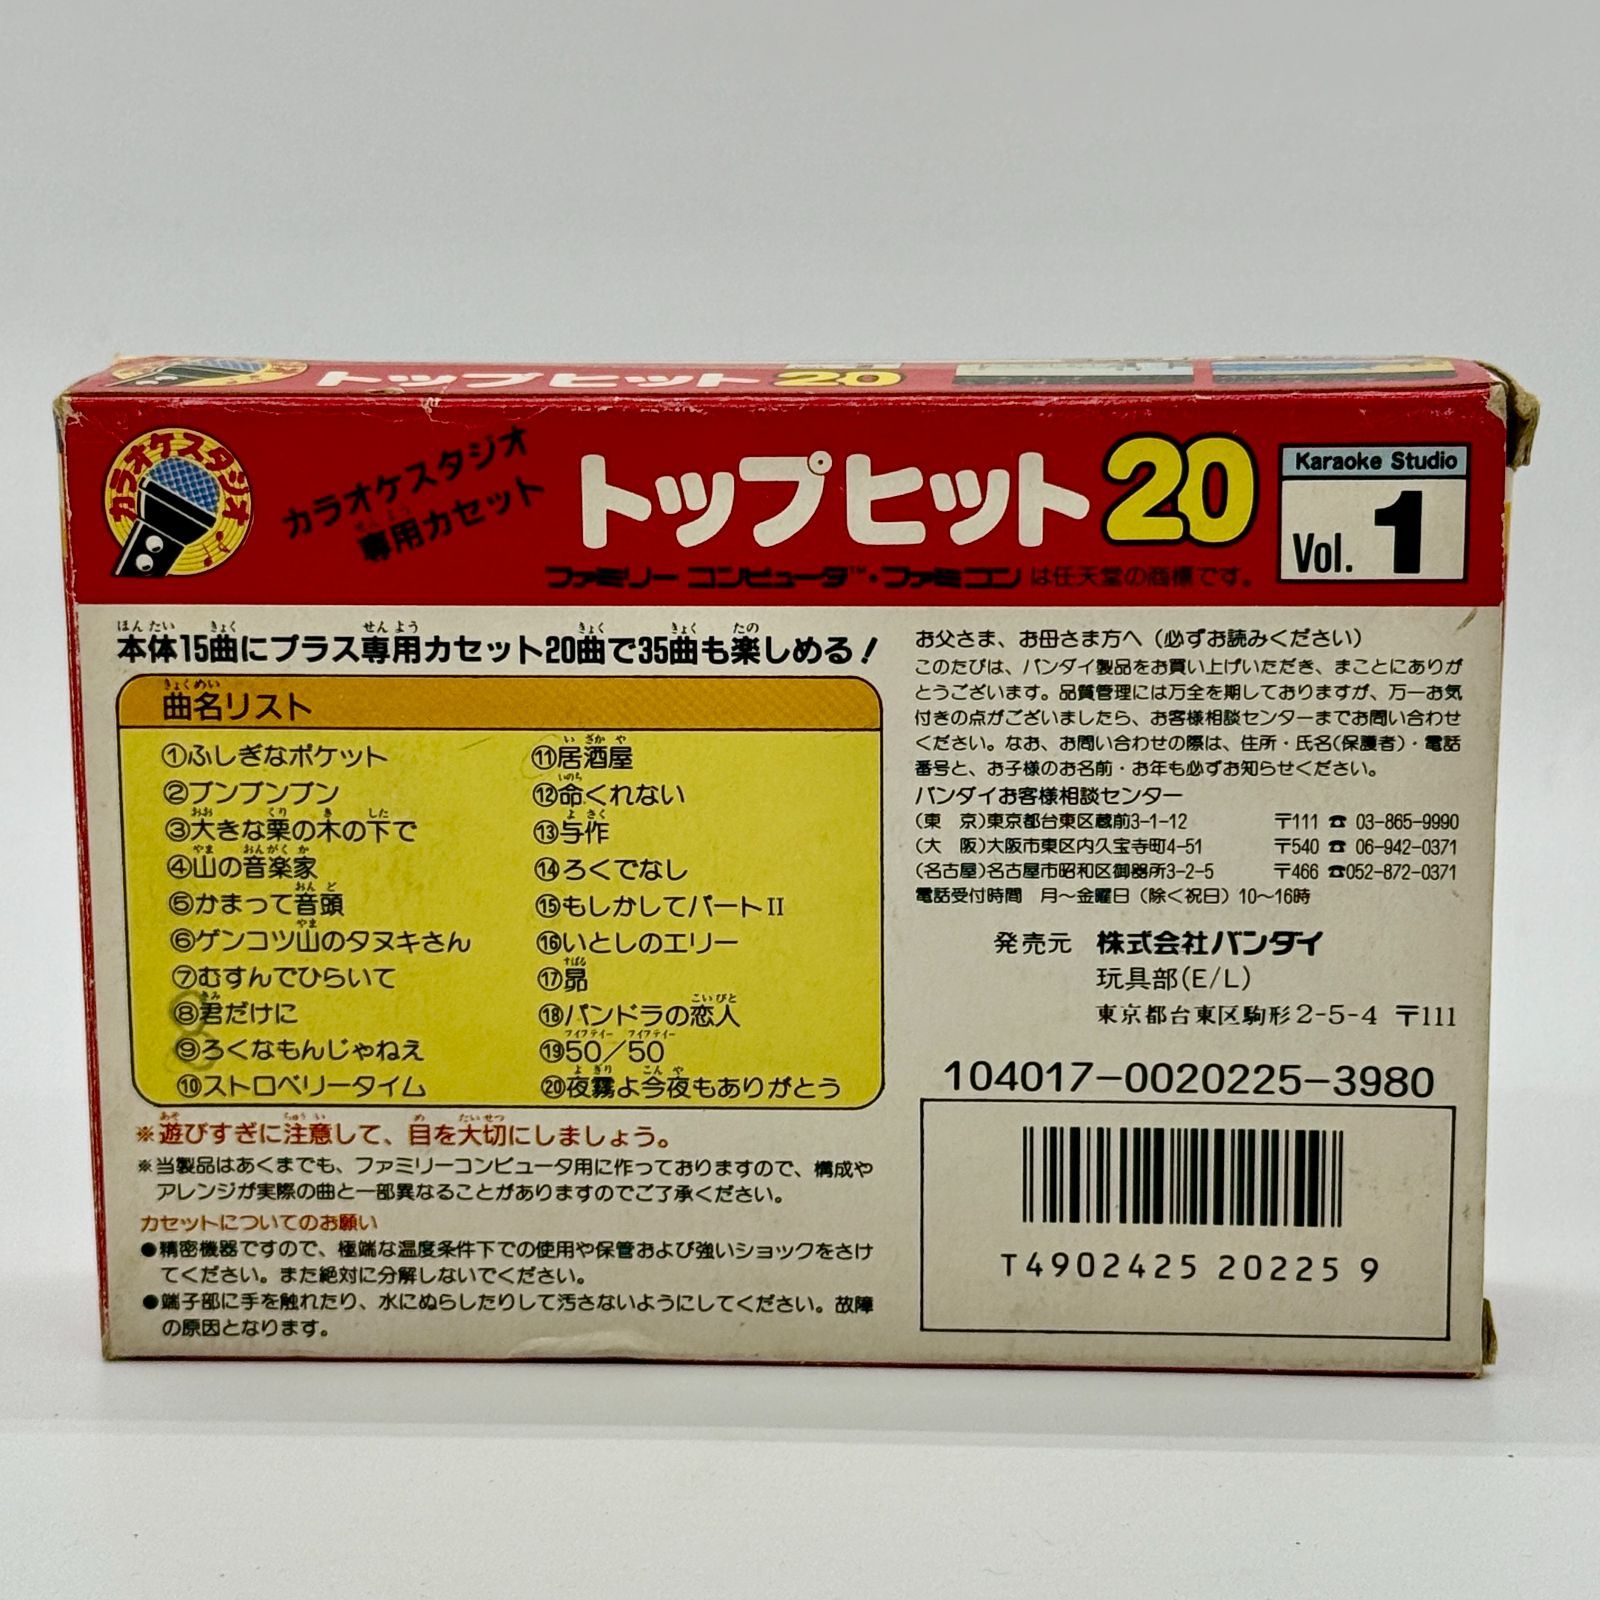 トップヒット20
カラオケスタジオ
カラオケスタジオ
専用カセット
トップヒット20
Karaoke Studio
Vol. 1
ファミリーコンピュータ™・ファミコンは任天堂の商標です。
本体15曲にプラス専用カセット20曲で35曲も楽しめる!
曲名リスト
①ふしぎなポケット
②ブンブンブン
③大きな栗の木の下で
④山の音楽家
⑤かまって音頭
⑥ゲンコツ山のタヌキさん
⑦むすんでひらいて
⑧君だけに
⑨ろくなもんじゃねえ
⑩ストロベリータイム
⑪居酒屋
⑫命くれない
⑬与作
⑭ろくでなし
⑮もしかしてパートII
⑯いとしのエリー
⑰昴
⑱パンドラの恋人
⑲50/50
⑳夜霧よ今夜もありがとう
※遊びすぎに注意して、目を大切にしましょう。
※当製品はあくまでも、ファミリーコンピュータ用に作っておりますので、構成や
アレンジが実際の曲と一部異なることがありますのでご了承ください。
カセットについてのお願い
●精密機器ですので、極端な温度条件下での使用や保管および強いショックをさけ
てください。また絶対に分解しないでください。
●端子部に手を触れたり、水にぬらしたりして汚さないようにしてください。故障
の原因となります。
お父さま、お母さま方へ(必ずお読みください)
このたびは、バンダイ製品をお買い上げいただき、まことにありが
とうございます。品質管理には万全を期しておりますが、万一お気
付きの点がございましたら、お客様相談センターまでお問い合わせ
ください。なお、お問い合わせの際は、住所・氏名(保護者)・電話
番号と、お子様のお名前・お年も必ずお知らせください。
バンダイお客様相談センター
(東 京)東京都台東区蔵前3-1-12 〒111 ☎ 03-865-9990
(大 阪)大阪市東区内久宝寺町4-51 〒540 ☎ 06-942-0371
(名古屋)名古屋市昭和区御器所3-2-5 〒466 ☎052-872-0371
電話受付時間 月〜金曜日(除く祝日)10〜16時
発売元 株式会社バンダイ
玩具部(E/L)
東京都台東区駒形2-5-4 〒111
104017-0020225-3980
T4902425 20225 9